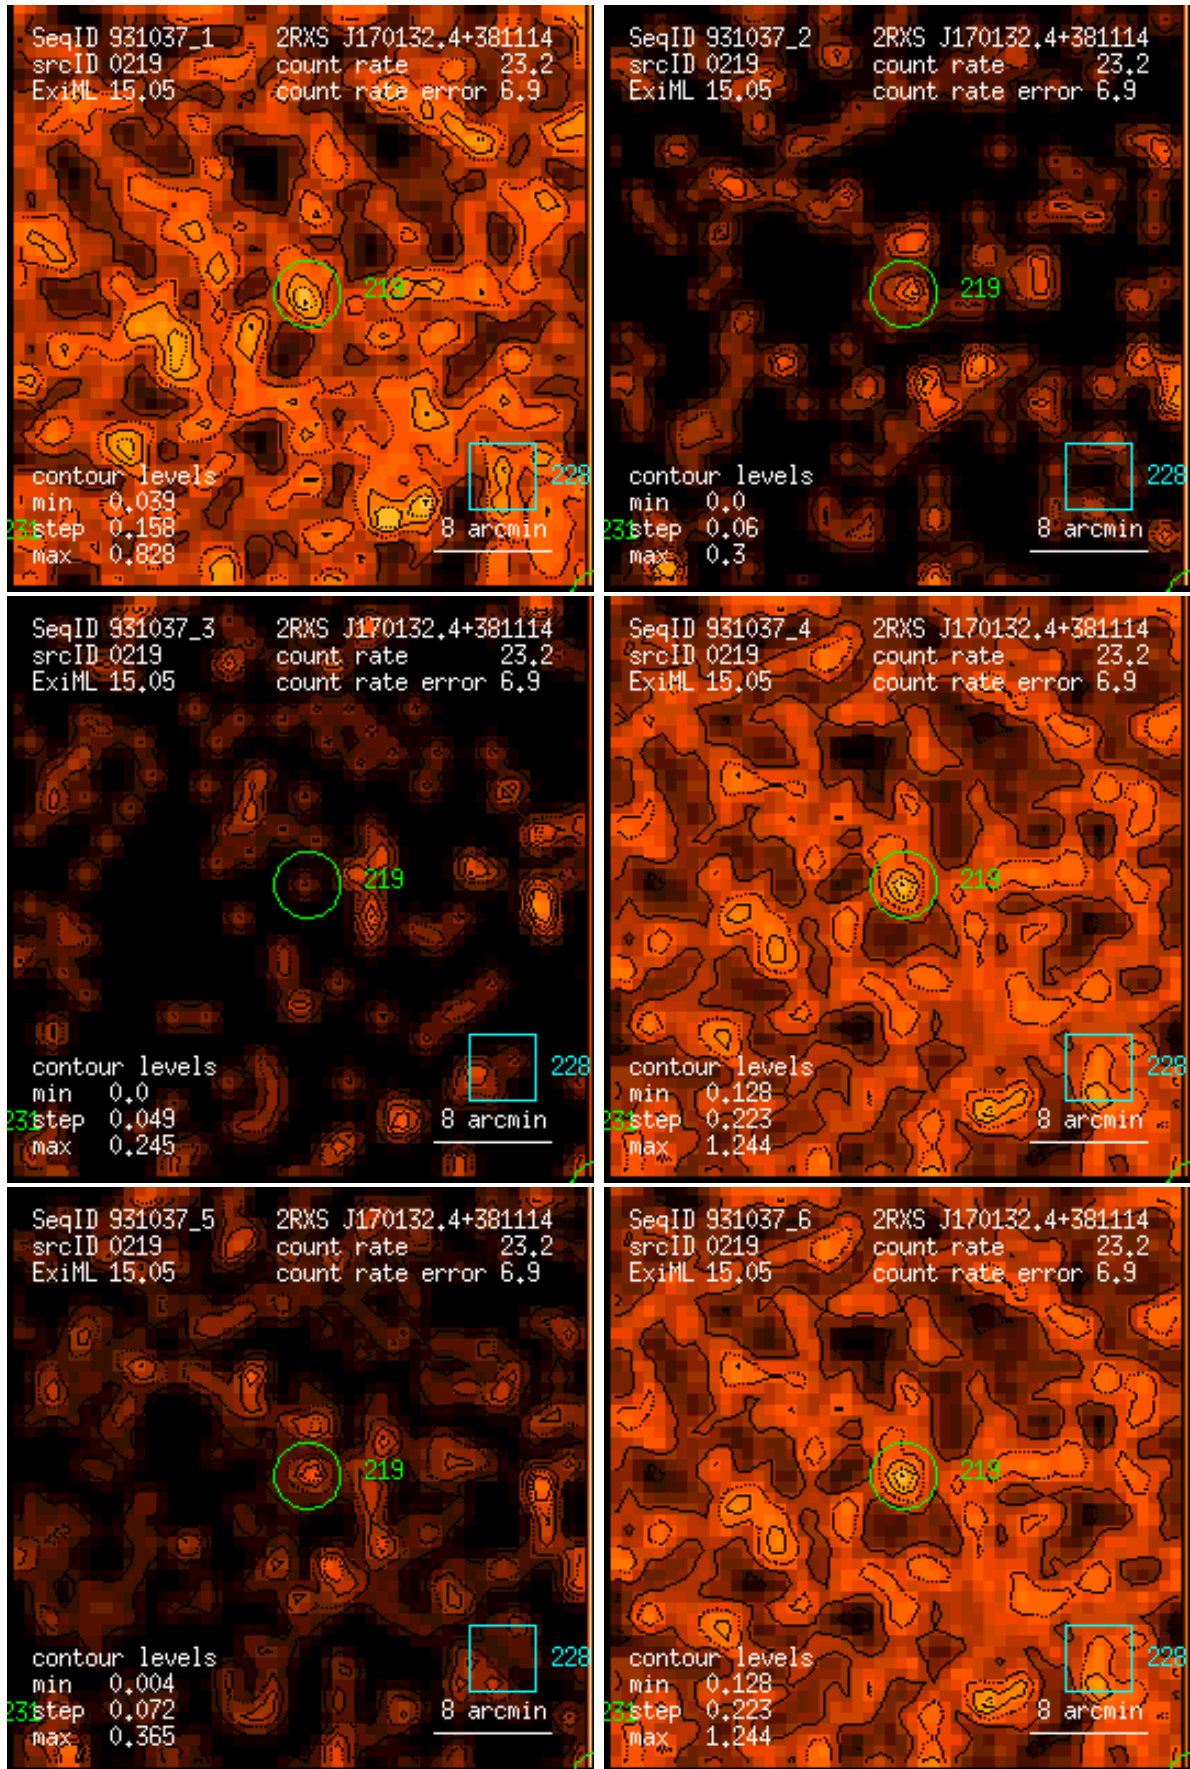 SeqID 931037_1 2RXS J170132.4+381114
srcID 0219 count rate 23.2
ExiML 15.05 count rate error 6.9
219
contour levels
228
min 0.039
231 step 0.158 8 arcmin
max 0.828
SeqID 931037_2 2RXS J170132.4+381114
srcID 0219 count rate 23.2
ExiML 15.05 count rate error 6.9
219
contour levels
228
min 0.0
231 step 0.06 8 arcmin
max 0.3
SeqID 931037_3 2RXS J170132.4+381114
srcID 0219 count rate 23.2
ExiML 15.05 count rate error 6.9
219
contour levels
228
min 0.0
231 step 0.049 8 arcmin
max 0.245
SeqID 931037_4 2RXS J170132.4+381114
srcID 0219 count rate 23.2
ExiML 15.05 count rate error 6.9
219
contour levels
228
min 0.128
231 step 0.223 8 arcmin
max 1.244
SeqID 931037_5 2RXS J170132.4+381114
srcID 0219 count rate 23.2
ExiML 15.05 count rate error 6.9
219
contour levels
228
min 0.004
231 step 0.072 8 arcmin
max 0.365
SeqID 931037_6 2RXS J170132.4+381114
srcID 0219 count rate 23.2
ExiML 15.05 count rate error 6.9
219
contour levels
228
min 0.128
231 step 0.223 8 arcmin
max 1.244